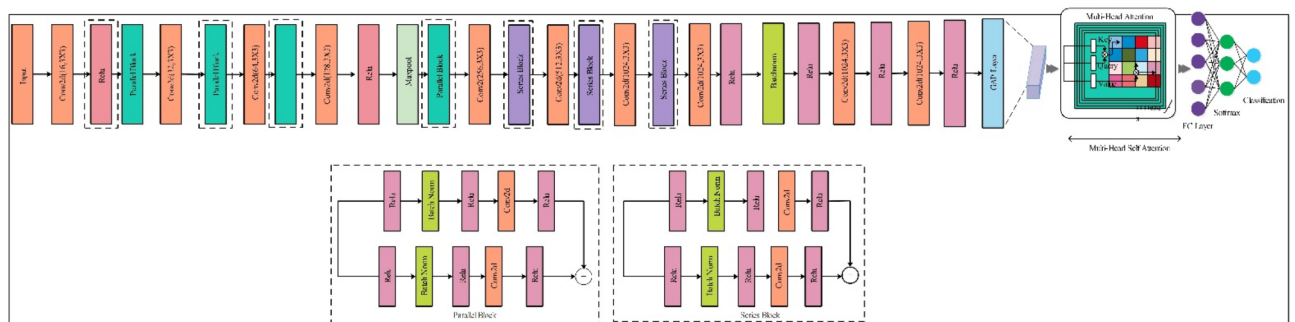 Input
Conv2d(16,3X3)
Relu
Parallel Block
Conv2d(32,3X3)
Parallel Block
Conv2d(64,3X3)
Conv2d(128,3X3)
Relu
Maxpool
Parallel Block
Conv2(256,3X3)
Series Block
Conv2d(512,3X3)
Series Block
Conv2d(1024,3X3)
Series Block
Conv2d(1024,3X3)
Relu
Batchnorm
Relu
Conv2d(1024,3X3)
Relu
Conv2d(1024,3X3)
Relu
GAP Layer
Multi-Head Attention
Key
Query
Value
Multi-Head Self Attention
FC Layer
Softmax
Classification
Relu
Batch Norm
Relu
Conv2d
Relu
Relu
Batch Norm
Relu
Conv2d
Relu
Parallel Block
Relu
Batch Norm
Relu
Conv2d
Relu
Relu
Batch Norm
Relu
Conv2d
Relu
Series Block